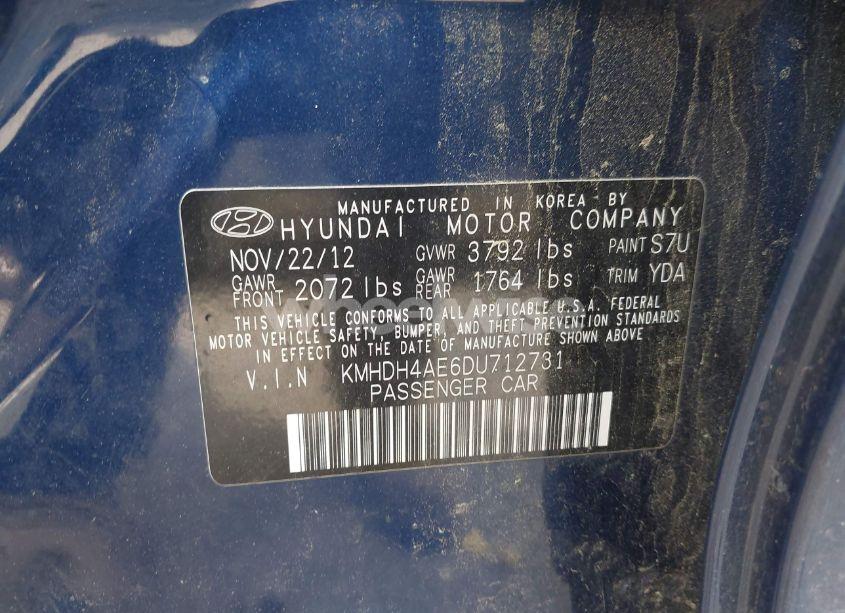 MANUFACTURED IN KOREA BY
HYUNDAI MOTOR COMPANY
NOV/22/12 GVWR 3792 lbs PAINT S7U
GAWR FRONT 2072 lbs GAWR REAR 1764 lbs TRIM YDA
THIS VEHICLE CONFORMS TO ALL APPLICABLE U.S.A. FEDERAL
MOTOR VEHICLE SAFETY, BUMPER, AND THEFT PREVENTION STANDARDS
IN EFFECT ON THE DATE OF MANUFACTURE SHOWN ABOVE
V.I.N KMHDH4AE6DU712731
PASSENGER CAR